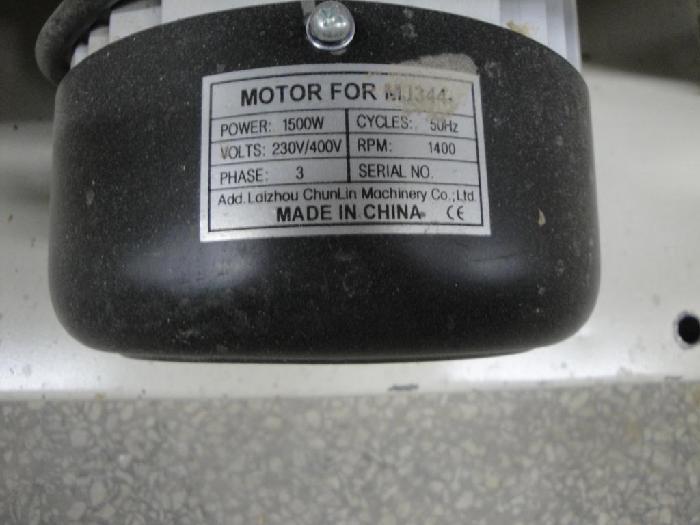 MOTOR FOR MJ344
POWER: 1500W CYCLES: 50Hz
VOLTS: 230V/400V RPM: 1400
PHASE: 3 SERIAL NO.
Add. Laizhou ChunLin Machinery Co.,Ltd.
MADE IN CHINA CE